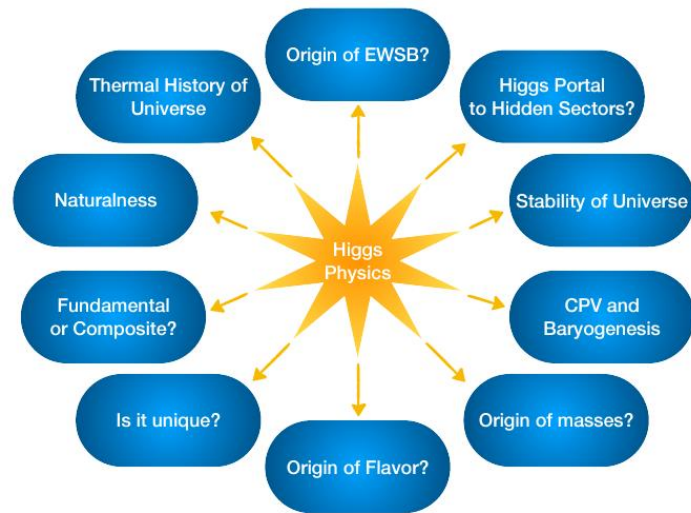 Origin of EWSB?
Thermal History of
Universe
Higgs Portal
to Hidden Sectors?
Naturalness
Stability of Universe
Higgs
Physics
Fundamental
or Composite?
CPV and
Baryogenesis
Is it unique?
Origin of masses?
Origin of Flavor?